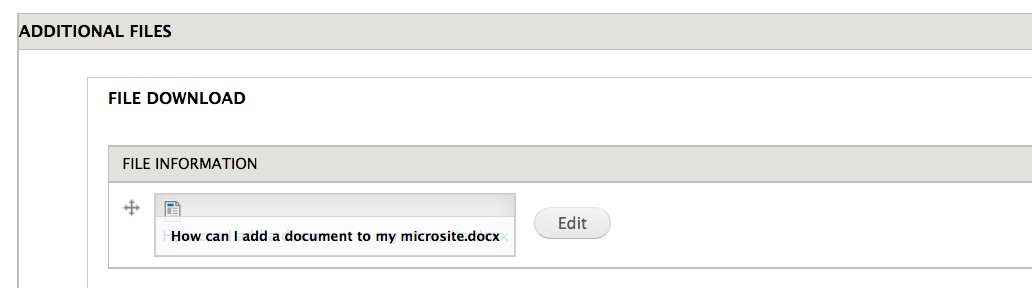 ADDITIONAL FILES
FILE DOWNLOAD
FILE INFORMATION
How can I add a document to my microsite.docx
Edit